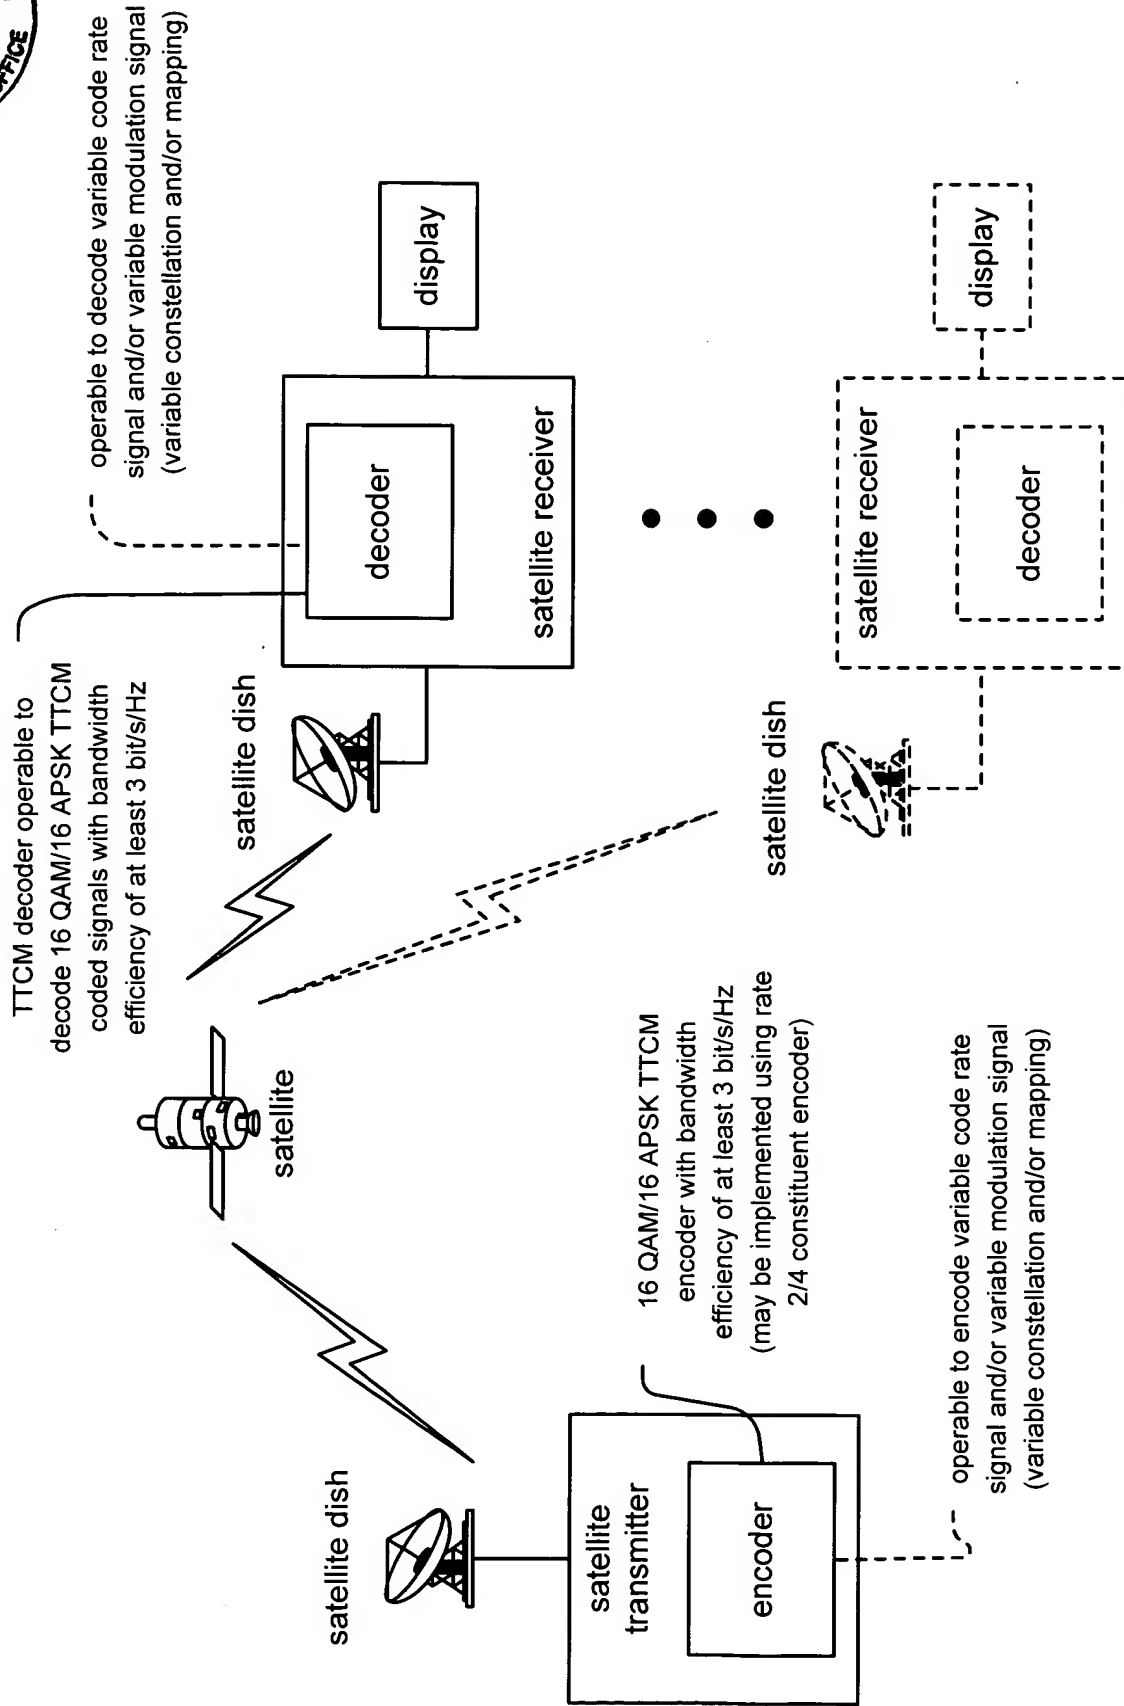 OFFICE
TTCM decoder operable to
decode 16 QAM/16 APSK TTCM
coded signals with bandwidth
efficiency of at least 3 bit/s/Hz
operable to decode variable code rate
signal and/or variable modulation signal
(variable constellation and/or mapping)
satellite
satellite dish
decoder
satellite receiver
display
satellite dish
satellite transmitter
encoder
16 QAM/16 APSK TTCM
encoder with bandwidth
efficiency of at least 3 bit/s/Hz
(may be implemented using rate
2/4 constituent encoder)
operable to encode variable code rate
signal and/or variable modulation signal
(variable constellation and/or mapping)
satellite dish
satellite receiver
decoder
display